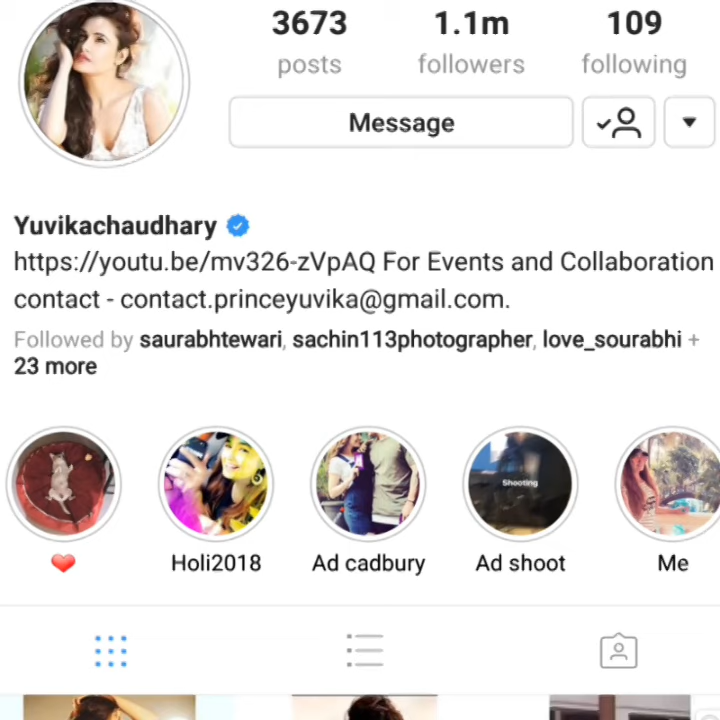 3673 1.1m 109
posts followers following
Message
Yuvikachaudhary
https://youtu.be/mv326-zVpAQ For Events and Collaboration
contact - contact.princeyuvika@gmail.com.
Followed by saurabhtewari, sachin113photographer, love_sourabhi +
23 more
Shooting
Holi2018 Ad cadbury Ad shoot Me